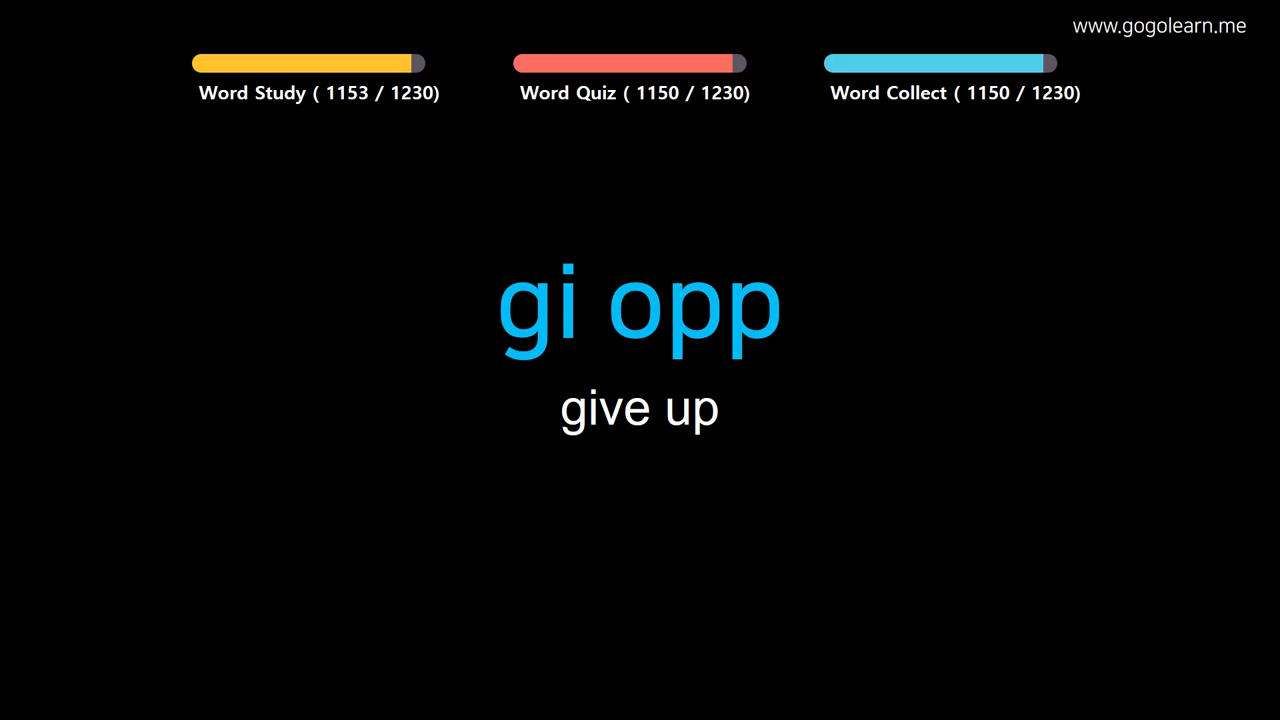 www.gogolearn.me
Word Study ( 1153 / 1230)
Word Quiz ( 1150 / 1230)
Word Collect ( 1150 / 1230)
gi opp
give up